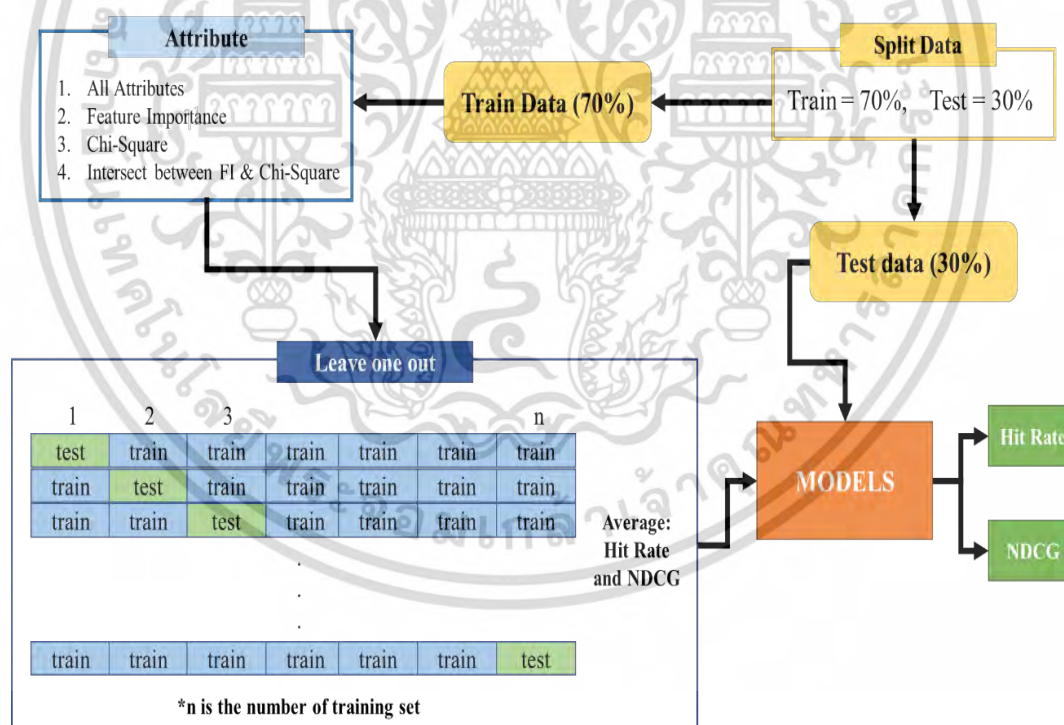 Attribute
1. All Attributes
2. Feature Importance
3. Chi-Square
4. Intersect between FI & Chi-Square
Train Data (70%)
Split Data
Train = 70%, Test = 30%
Test data (30%)
Leave one out
1 2 3 n
test train train train train train train
train test train train train train train
train train test train train train train
.
.
.
train train train train train train test
*n is the number of training set
Average:
Hit Rate
and NDCG
MODELS
Hit Rate
NDCG